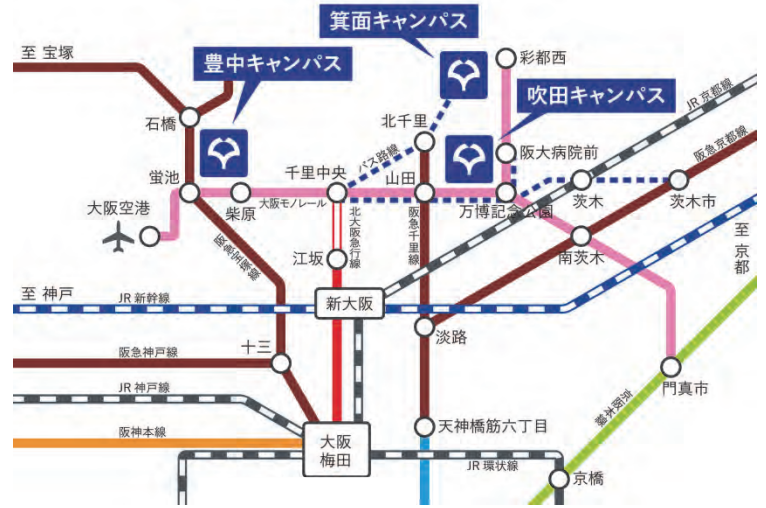 箕面キャンパス
至 宝塚
豊中キャンパス
彩都西
吹田キャンパス
JR 京都線
石橋
北千里
阪大病院前
阪急京都線
バス路線
蛍池
千里中央
山田
柴原
大阪モノレール
万博記念公園
茨木
茨木市
大阪空港
北大阪急行線
阪急千里線
阪急宝塚線
江坂
南茨木
至 京都
至 神戸
JR 新幹線
新大阪
淡路
十三
阪急神戸線
門真市
JR 神戸線
京阪本線
阪神本線
大阪
梅田
天神橋筋六丁目
JR 環状線
京橋